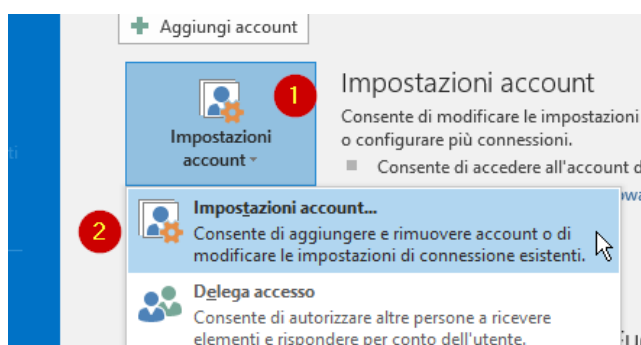 Aggiungi account
1
Impostazioni account
Impostazioni
account
Consente di modificare le impostazioni
o configurare più connessioni.
Consente di accedere all'account
2
Impostazioni account...
Consente di aggiungere e rimuovere account o di
modificare le impostazioni di connessione esistenti.
Delega accesso
Consente di autorizzare altre persone a ricevere
elementi e rispondere per conto dell'utente.